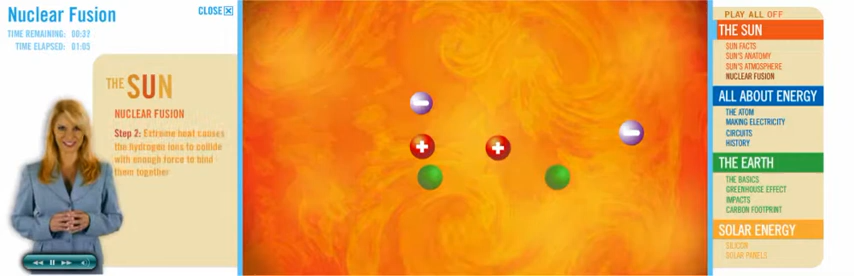 Nuclear Fusion
CLOSE
TIME REMAINING: 00:32
TIME ELAPSED: 01:05
THE SUN
NUCLEAR FUSION
Step 2: Extreme heat causes
the hydrogen ions to collide
with enough force to bind
them together
PLAY ALL OFF
THE SUN
SUN FACTS
SUN'S ANATOMY
SUN'S ATMOSPHERE
NUCLEAR FUSION
ALL ABOUT ENERGY
THE ATOM
MAKING ELECTRICITY
CIRCUITS
HISTORY
THE EARTH
THE BASICS
GREENHOUSE EFFECT
IMPACTS
CARBON FOOTPRINT
SOLAR ENERGY
SILICON
SOLAR PANELS